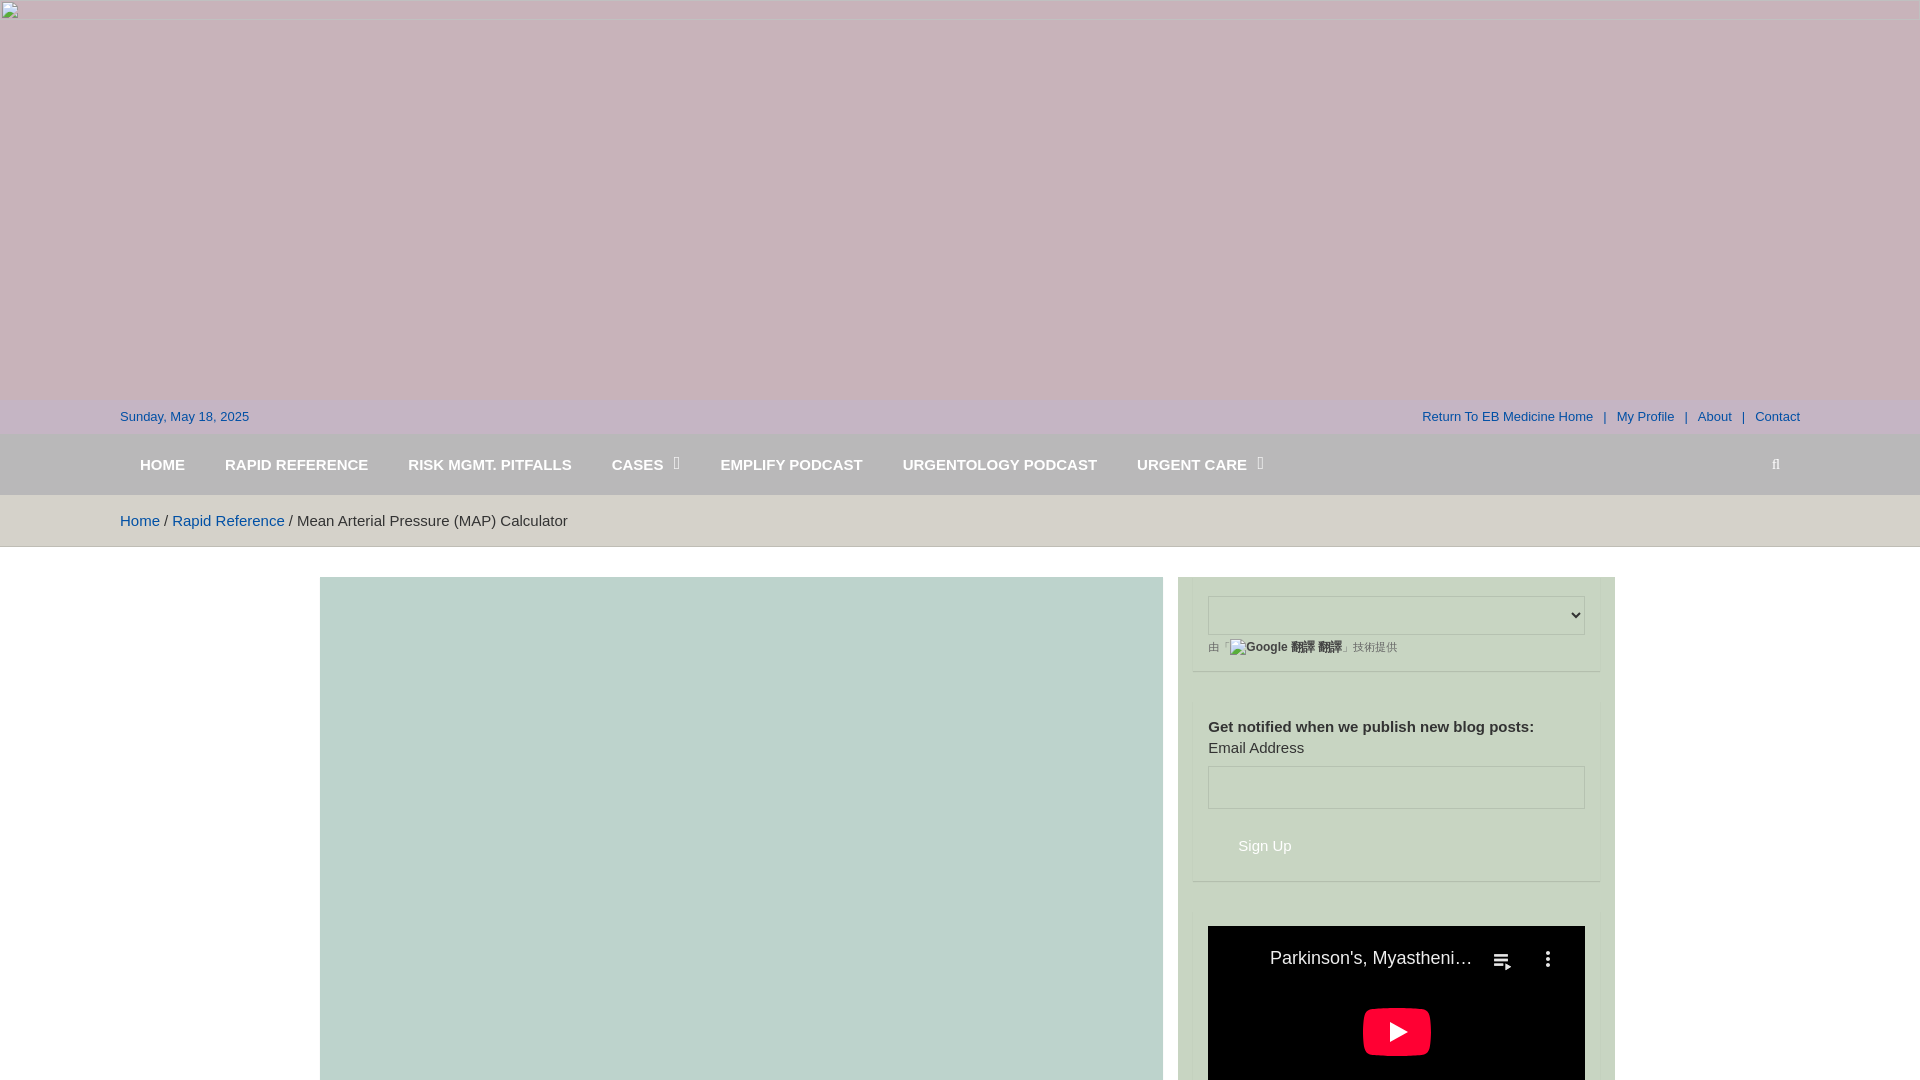 Sunday, May 18, 2025
Return To EB Medicine Home | My Profile | About | Contact
HOME RAPID REFERENCE RISK MGMT. PITFALLS CASES EMPLIFY PODCAST URGENTOLOGY PODCAST URGENT CARE
Home / Rapid Reference / Mean Arterial Pressure (MAP) Calculator
由「Google 翻譯 翻譯」技術提供
Get notified when we publish new blog posts:
Email Address
Sign Up
Parkinson's, Myastheni…